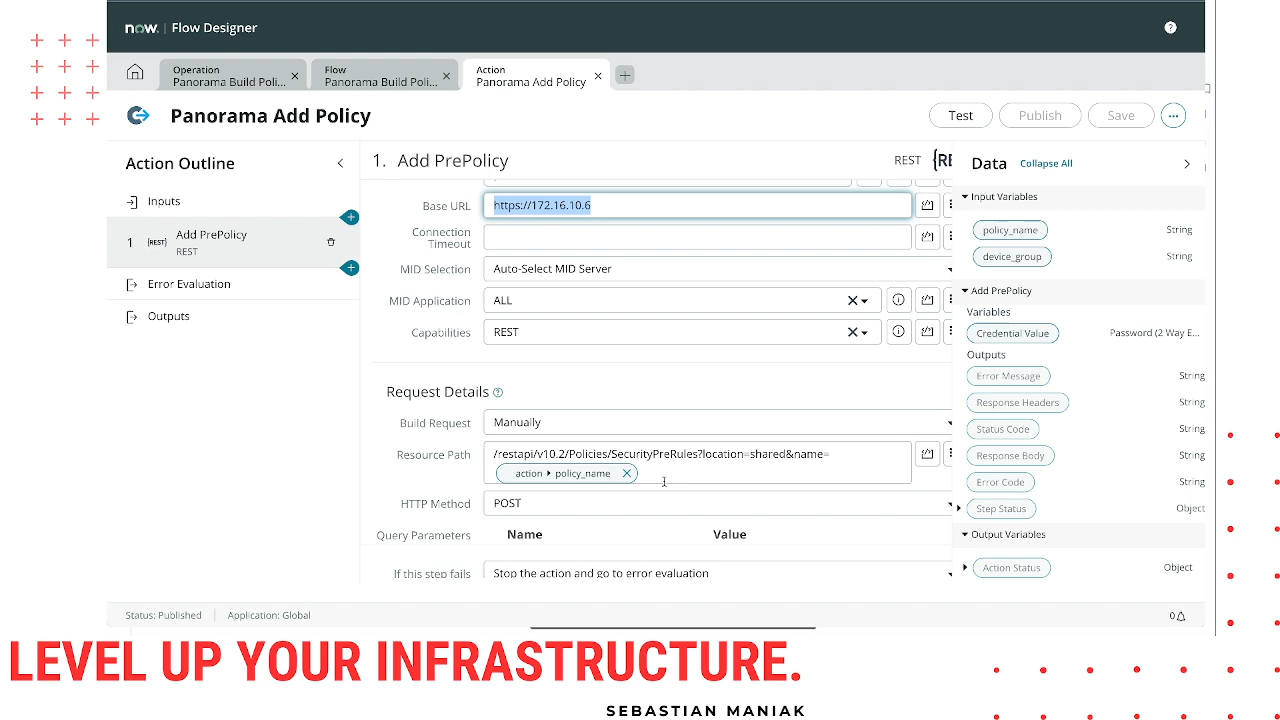 now. Flow Designer
Operation
Panorama Build Poli...
Flow
Panorama Build Poli...
Action
Panorama Add Policy
Panorama Add Policy
Test
Publish
Save
Action Outline
Inputs
1 {REST} Add PrePolicy
REST
Error Evaluation
Outputs
1. Add PrePolicy
REST {RE
Base URL
https://172.16.10.6
Connection
Timeout
MID Selection
Auto-Select MID Server
MID Application
ALL
Capabilities
REST
Request Details
Build Request
Manually
Resource Path
/restapi/v10.2/Policies/SecurityPreRules?location=shared&name=
action policy_name
HTTP Method
POST
Query Parameters Name Value
If this step fails
Stop the action and go to error evaluation
Data Collapse All
Input Variables
policy_name String
device_group String
Add PrePolicy
Variables
Credential Value Password (2 Way E...
Outputs
Error Message String
Response Headers String
Status Code String
Response Body String
Error Code String
Step Status Object
Output Variables
Action Status Object
Status: Published Application: Global
0
LEVEL UP YOUR INFRASTRUCTURE.
SEBASTIAN MANIAK